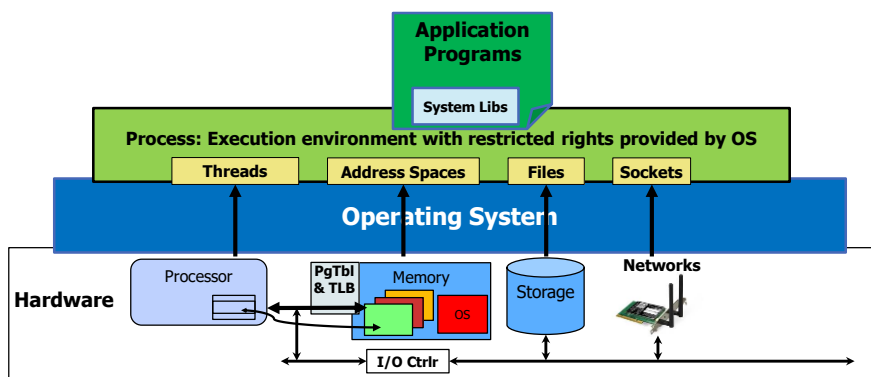 Application
Programs
System Libs
Process: Execution environment with restricted rights provided by OS
Threads
Address Spaces
Files
Sockets
Operating System
Hardware
Processor
PgTbl
& TLB
Memory
OS
Storage
Networks
I/O Ctrlr